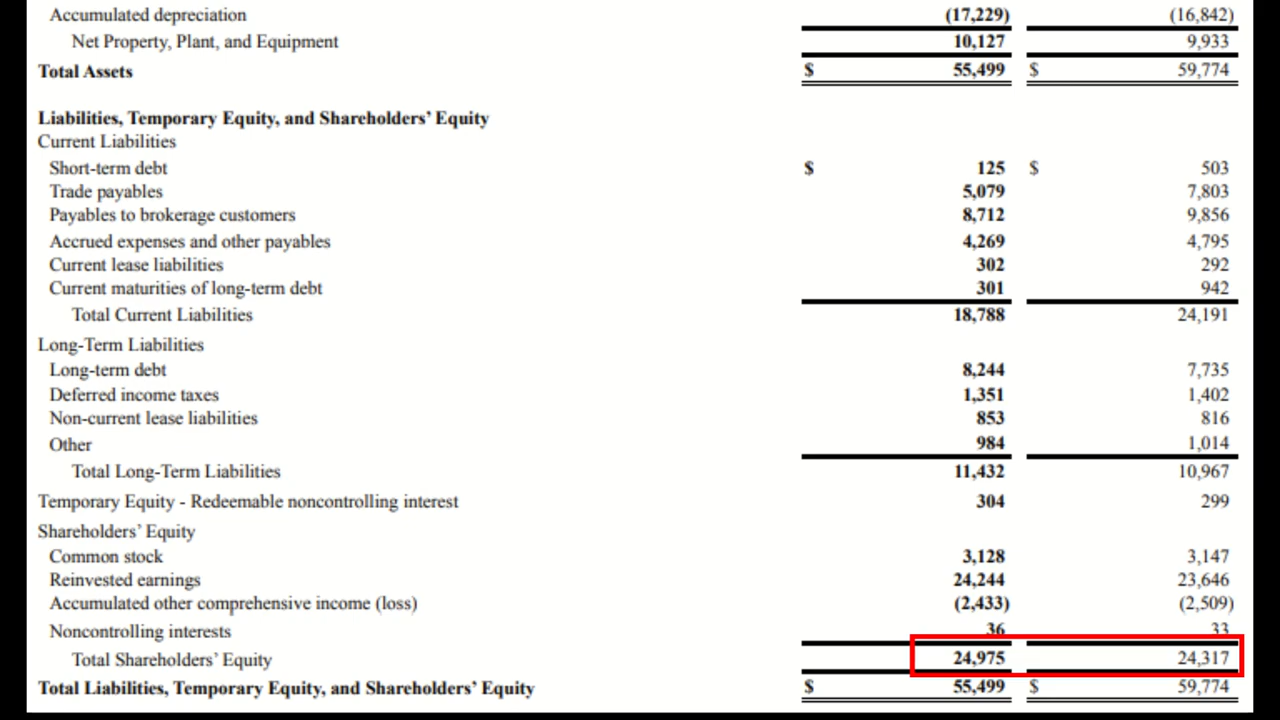 Accumulated depreciation (17,229) (16,842)
Net Property, Plant, and Equipment 10,127 9,933
Total Assets $ 55,499 $ 59,774
Liabilities, Temporary Equity, and Shareholders’ Equity
Current Liabilities
Short-term debt $ 125 $ 503
Trade payables 5,079 7,803
Payables to brokerage customers 8,712 9,856
Accrued expenses and other payables 4,269 4,795
Current lease liabilities 302 292
Current maturities of long-term debt 301 942
Total Current Liabilities 18,788 24,191
Long-Term Liabilities
Long-term debt 8,244 7,735
Deferred income taxes 1,351 1,402
Non-current lease liabilities 853 816
Other 984 1,014
Total Long-Term Liabilities 11,432 10,967
Temporary Equity - Redeemable noncontrolling interest 304 299
Shareholders’ Equity
Common stock 3,128 3,147
Reinvested earnings 24,244 23,646
Accumulated other comprehensive income (loss) (2,433) (2,509)
Noncontrolling interests 36 33
Total Shareholders’ Equity 24,975 24,317
Total Liabilities, Temporary Equity, and Shareholders’ Equity $ 55,499 $ 59,774